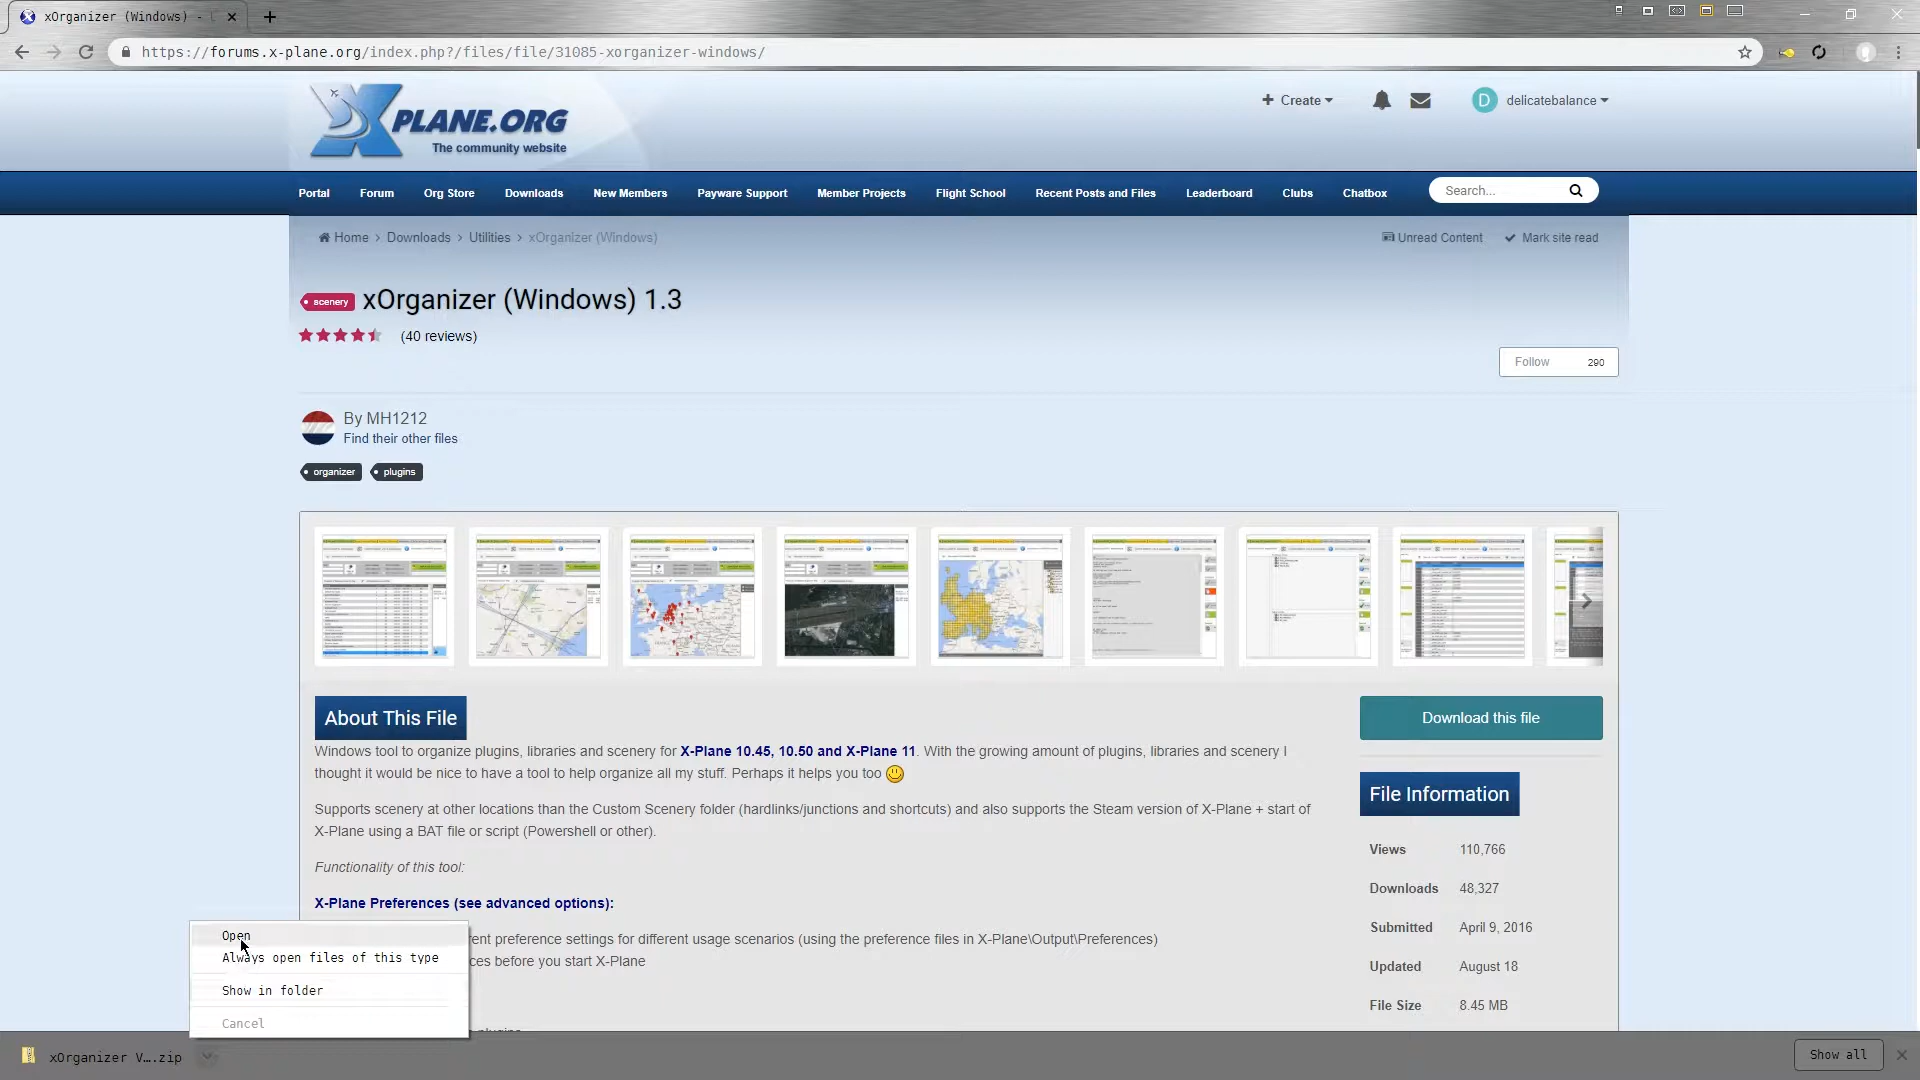 xOrganizer (Windows) -
https://forums.x-plane.org/index.php?/files/file/31085-xorganizer-windows/
PLANE.ORG
The community website
Create
D
delicatebalance
Portal
Forum
Org Store
Downloads
New Members
Payware Support
Member Projects
Flight School
Recent Posts and Files
Leaderboard
Clubs
Chatbox
Search...
Home > Downloads > Utilities > xOrganizer (Windows)
Unread Content
Mark site read
scenery
xOrganizer (Windows) 1.3
(40 reviews)
Follow 290
By MH1212
Find their other files
organizer
plugins
About This File
Download this file
Windows tool to organize plugins, libraries and scenery for X-Plane 10.45, 10.50 and X-Plane 11. With the growing amount of plugins, libraries and scenery I
thought it would be nice to have a tool to help organize all my stuff. Perhaps it helps you too
Supports scenery at other locations than the Custom Scenery folder (hardlinks/junctions and shortcuts) and also supports the Steam version of X-Plane + start of
X-Plane using a BAT file or script (Powershell or other).
Functionality of this tool:
X-Plane Preferences (see advanced options):
ent preference settings for different usage scenarios (using the preference files in X-Plane\Output\Preferences)
ces before you start X-Plane
File Information
Views 110,766
Downloads 48,327
Submitted April 9, 2016
Updated August 18
File Size 8.45 MB
Open
Always open files of this type
Show in folder
Cancel
xOrganizer V....zip
Show all